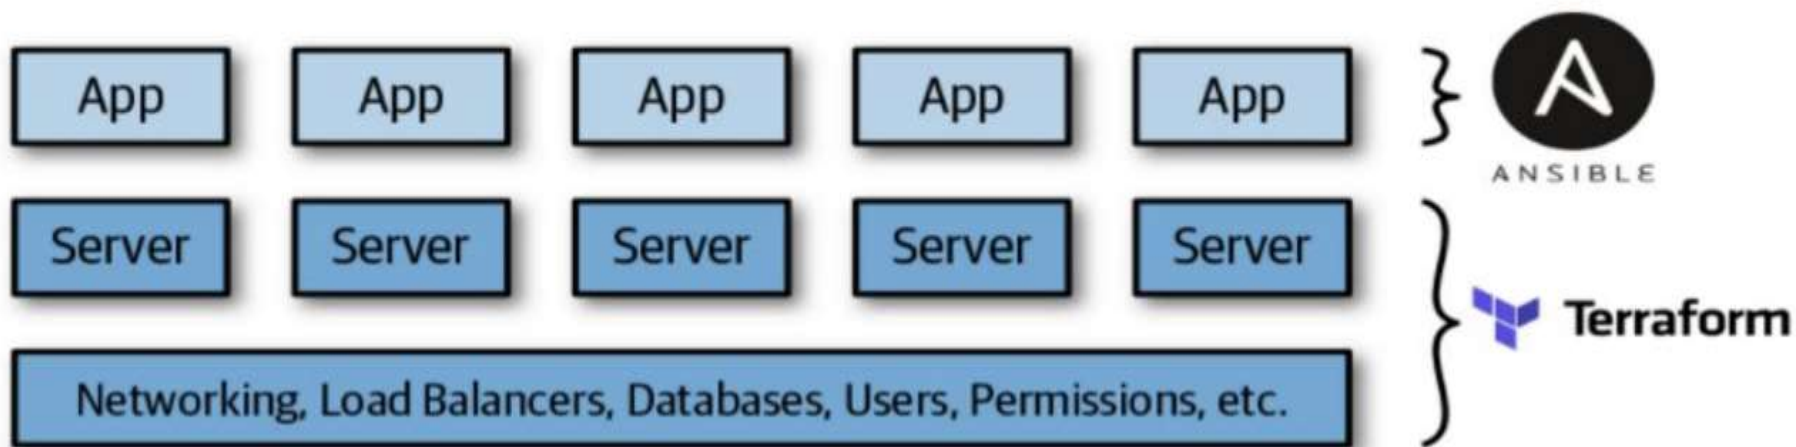 App App App App App
ANSIBLE
Server Server Server Server Server
Terraform
Networking, Load Balancers, Databases, Users, Permissions, etc.